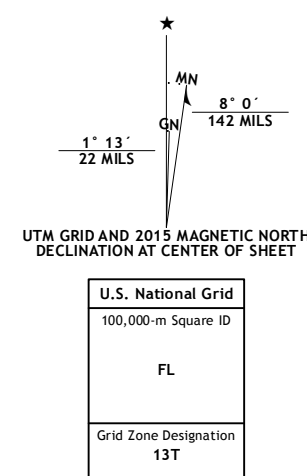 ★
MN
8° 0´
142 MILS
GN
1° 13´
22 MILS
UTM GRID AND 2015 MAGNETIC NORTH
DECLINATION AT CENTER OF SHEET
U.S. National Grid
100,000-m Square ID
FL
Grid Zone Designation
13T